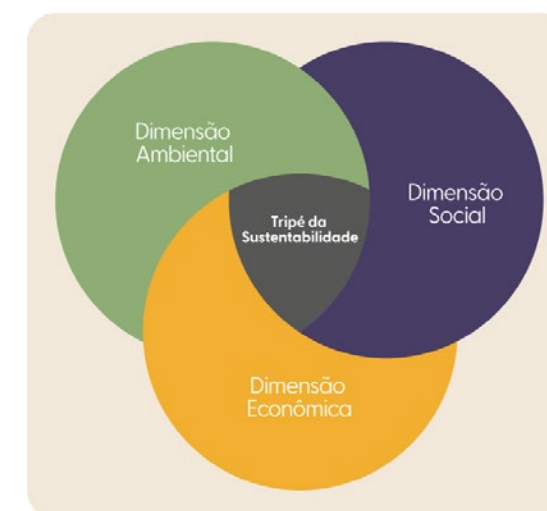 Dimensão
Ambiental
Dimensão
Social
Tripé da
Sustentabilidade
Dimensão
Econômica